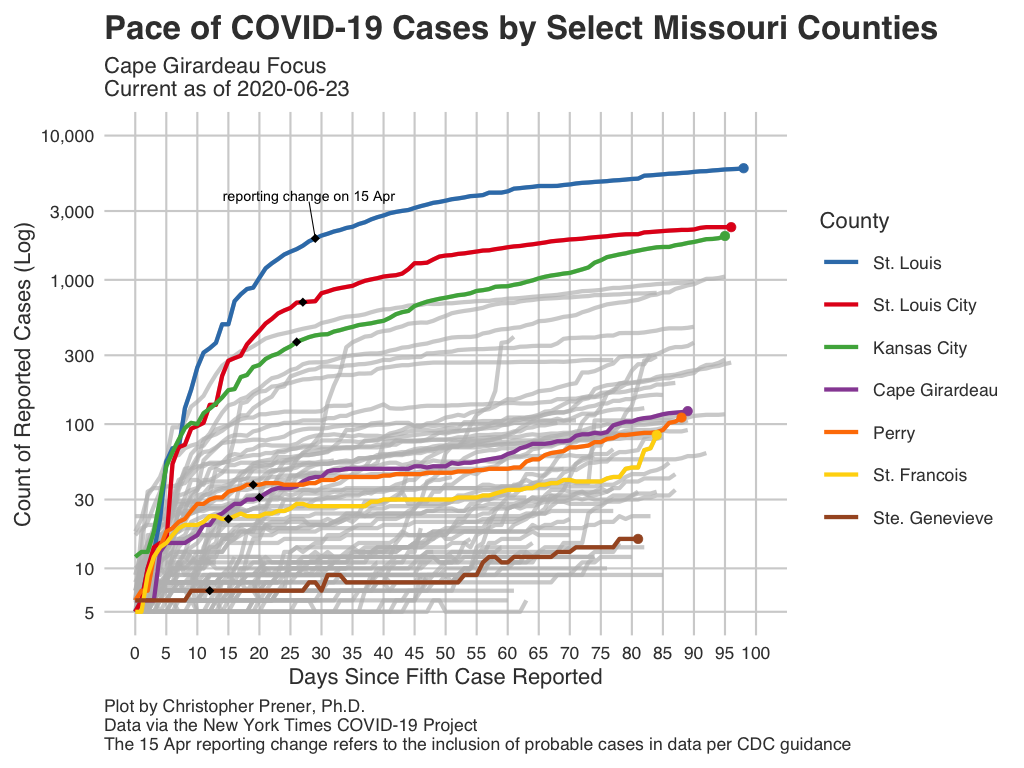 Pace of COVID-19 Cases by Select Missouri Counties
Cape Girardeau Focus
Current as of 2020-06-23
Count of Reported Cases (Log)
10,000
3,000
1,000
300
100
30
10
5
reporting change on 15 Apr
0 5 10 15 20 25 30 35 40 45 50 55 60 65 70 75 80 85 90 95 100
Days Since Fifth Case Reported
County
St. Louis
St. Louis City
Kansas City
Cape Girardeau
Perry
St. Francois
Ste. Genevieve
Plot by Christopher Prener, Ph.D.
Data via the New York Times COVID-19 Project
The 15 Apr reporting change refers to the inclusion of probable cases in data per CDC guidance